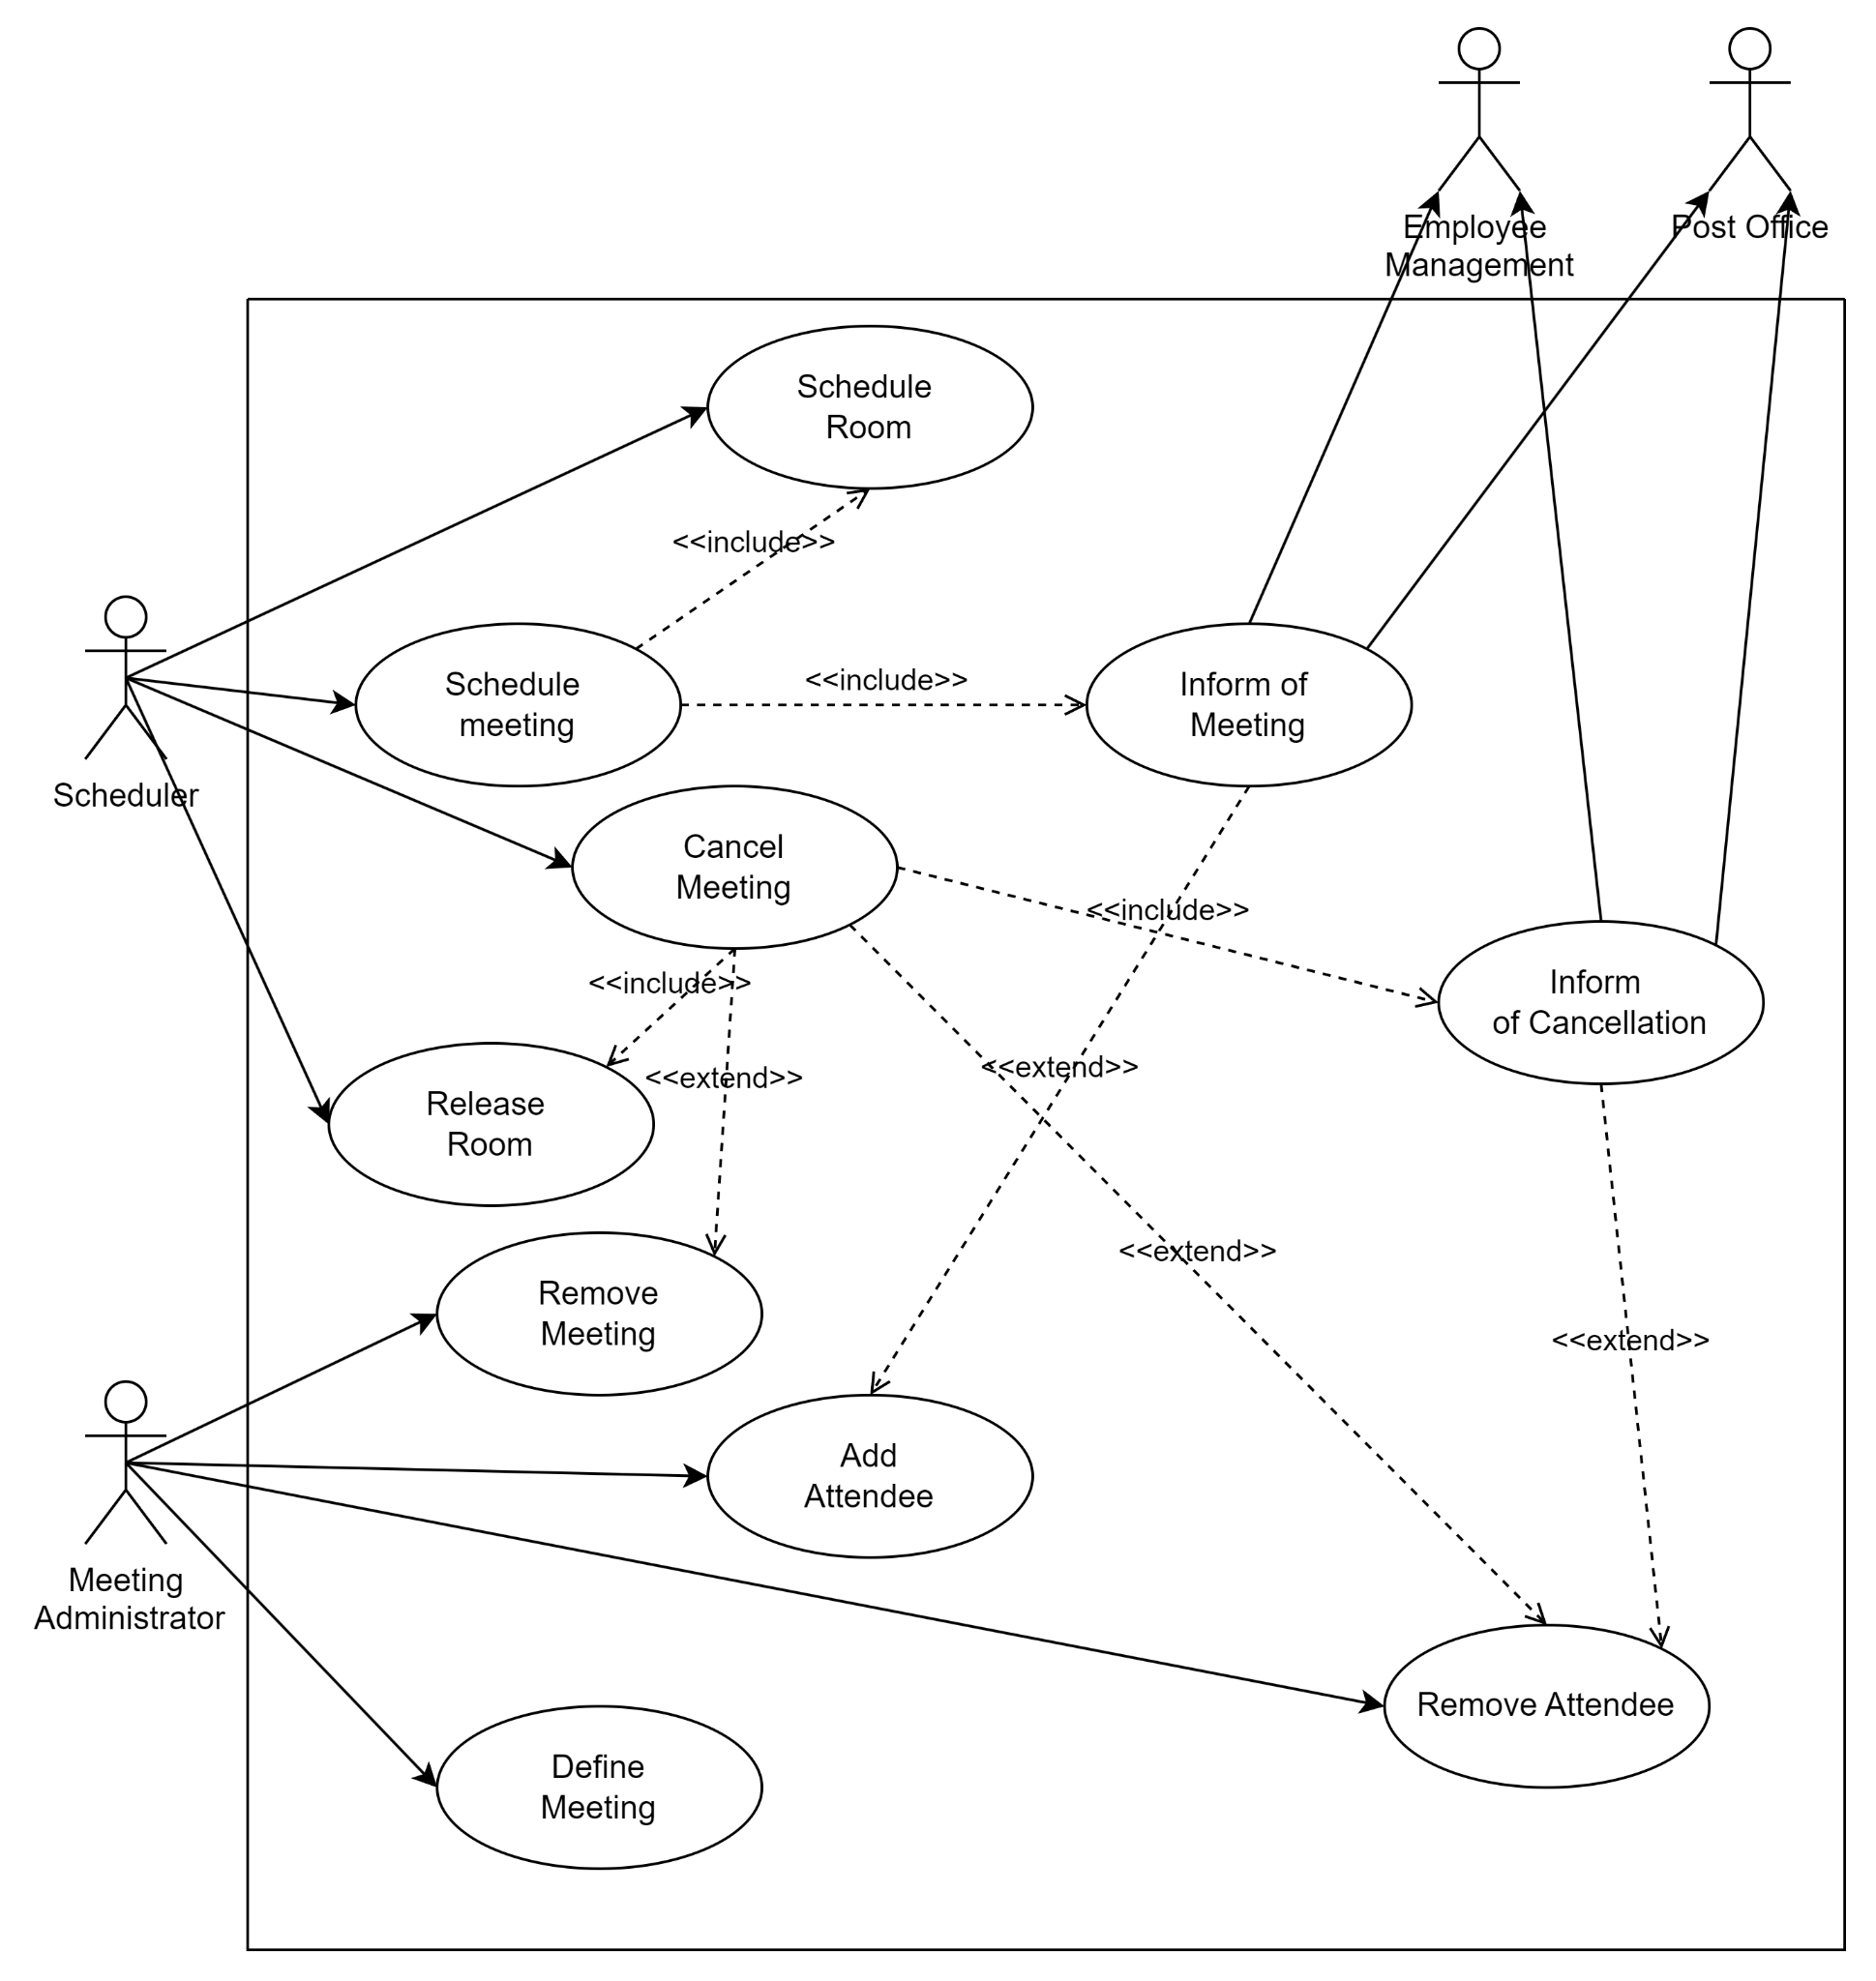 Employee
Management
Post Office
Schedule
Room
<<include>>
Schedule
meeting
<<include>>
Inform of
Meeting
Scheduler
Cancel
Meeting
<<include>>
<<include>>
Inform
of Cancellation
<<extend>>
<<extend>>
Release
Room
<<extend>>
Remove
Meeting
<<extend>>
Add
Attendee
Meeting
Administrator
Remove Attendee
Define
Meeting